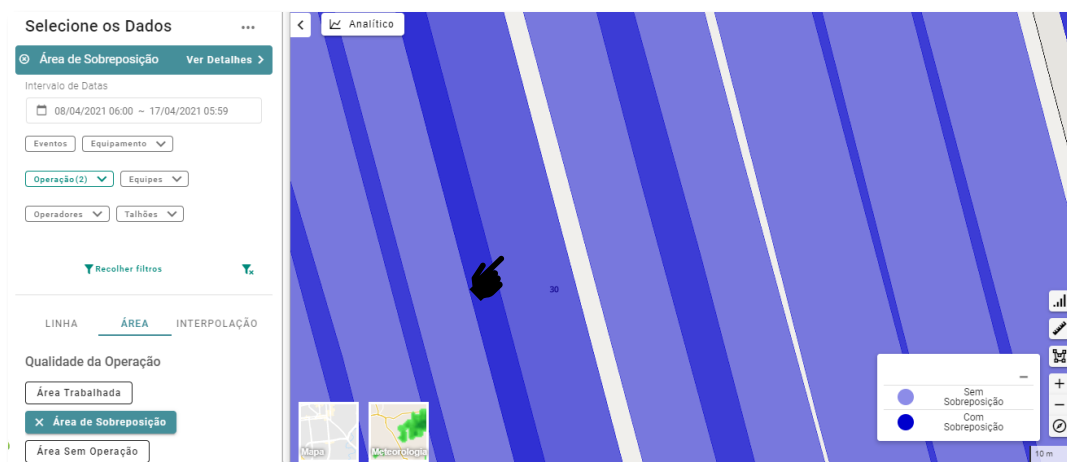 Selecione os Dados
Área de Sobreposição Ver Detalhes
Intervalo de Datas
08/04/2021 06:00 ~ 17/04/2021 05:59
Eventos Equipamento
Operação(2) Equipes
Operadores Talhões
Recolher filtros
LINHA ÁREA INTERPOLAÇÃO
Qualidade da Operação
Área Trabalhada
Área de Sobreposição
Área Sem Operação
Analítico
30
Mapa Meteorologia
Sem
Sobreposição
Com
Sobreposição
10 m